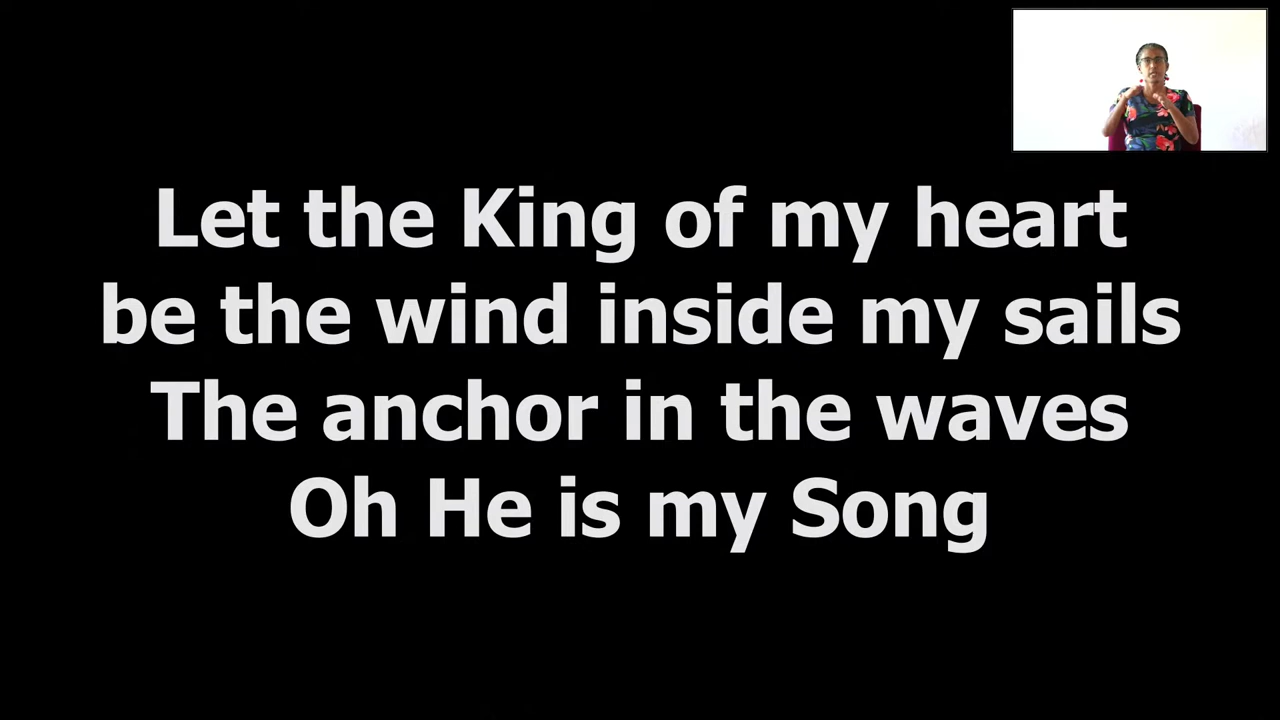 Let the King of my heart
be the wind inside my sails
The anchor in the waves
Oh He is my Song